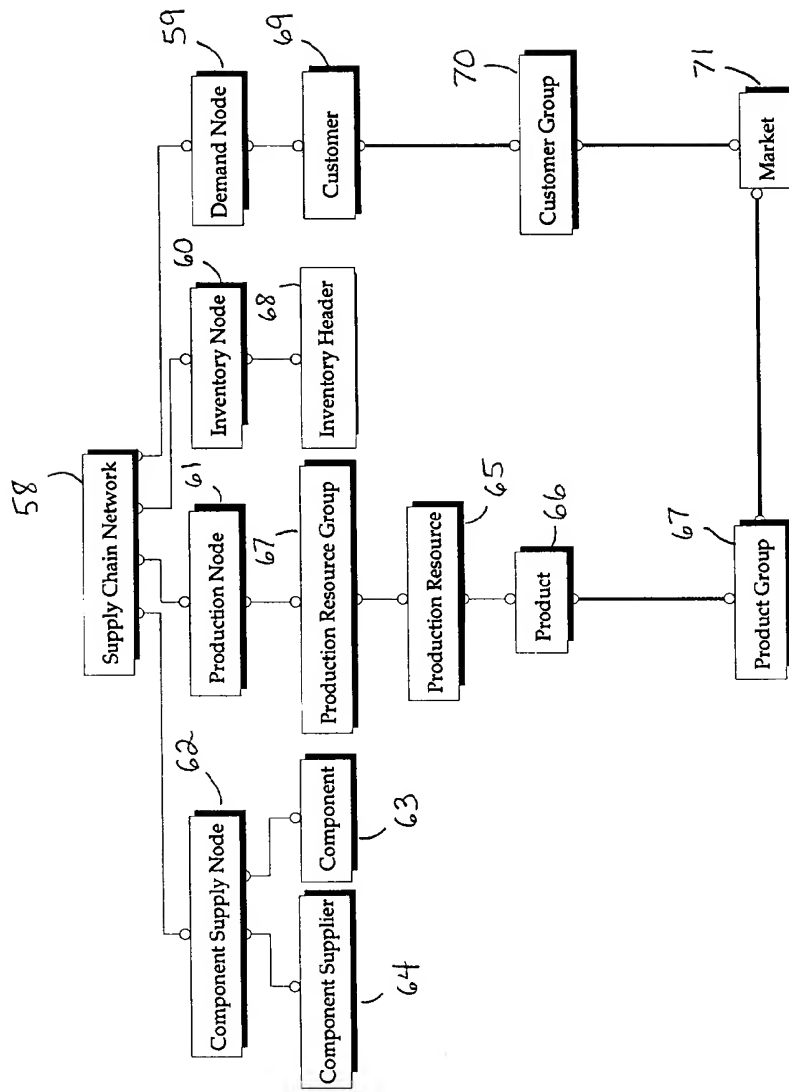 58
Supply Chain Network
62
Component Supply Node
61
Production Node
60
Inventory Node
59
Demand Node
64
Component Supplier
63
Component
67
Production Resource Group
68
Inventory Header
69
Customer
65
Production Resource
70
Customer Group
66
Product
67
Product Group
71
Market